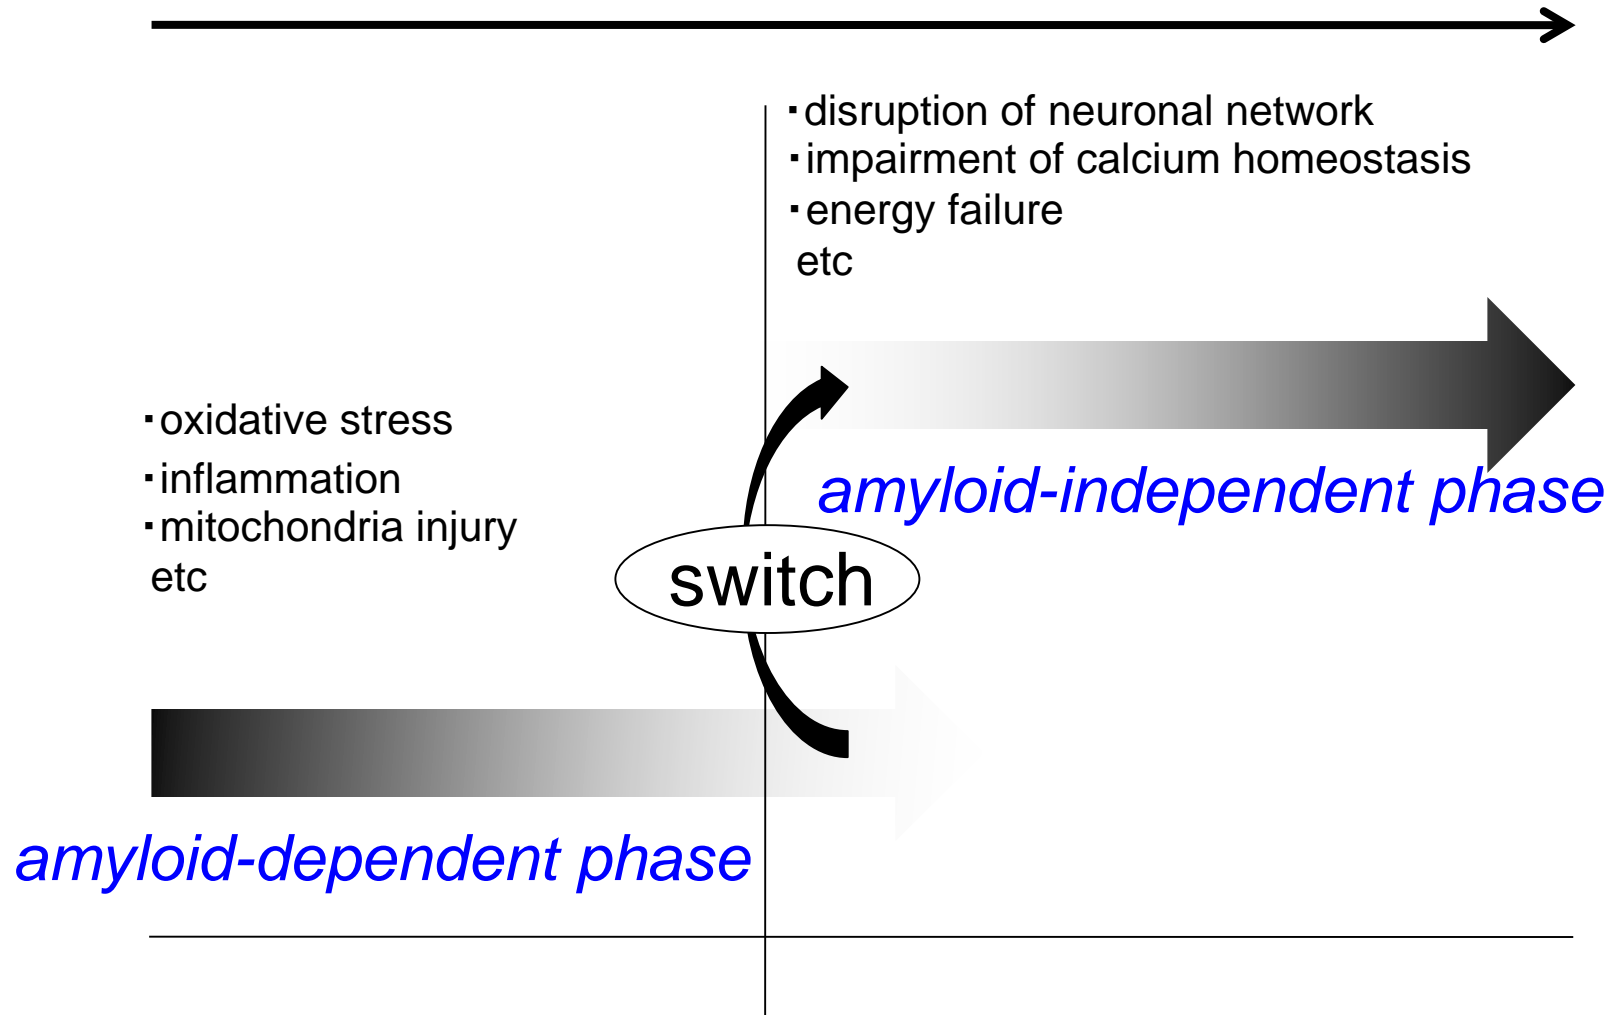 ・disruption of neuronal network
・impairment of calcium homeostasis
・energy failure
etc
・oxidative stress
・inflammation
・mitochondria injury
etc
amyloid-independent phase
switch
amyloid-dependent phase